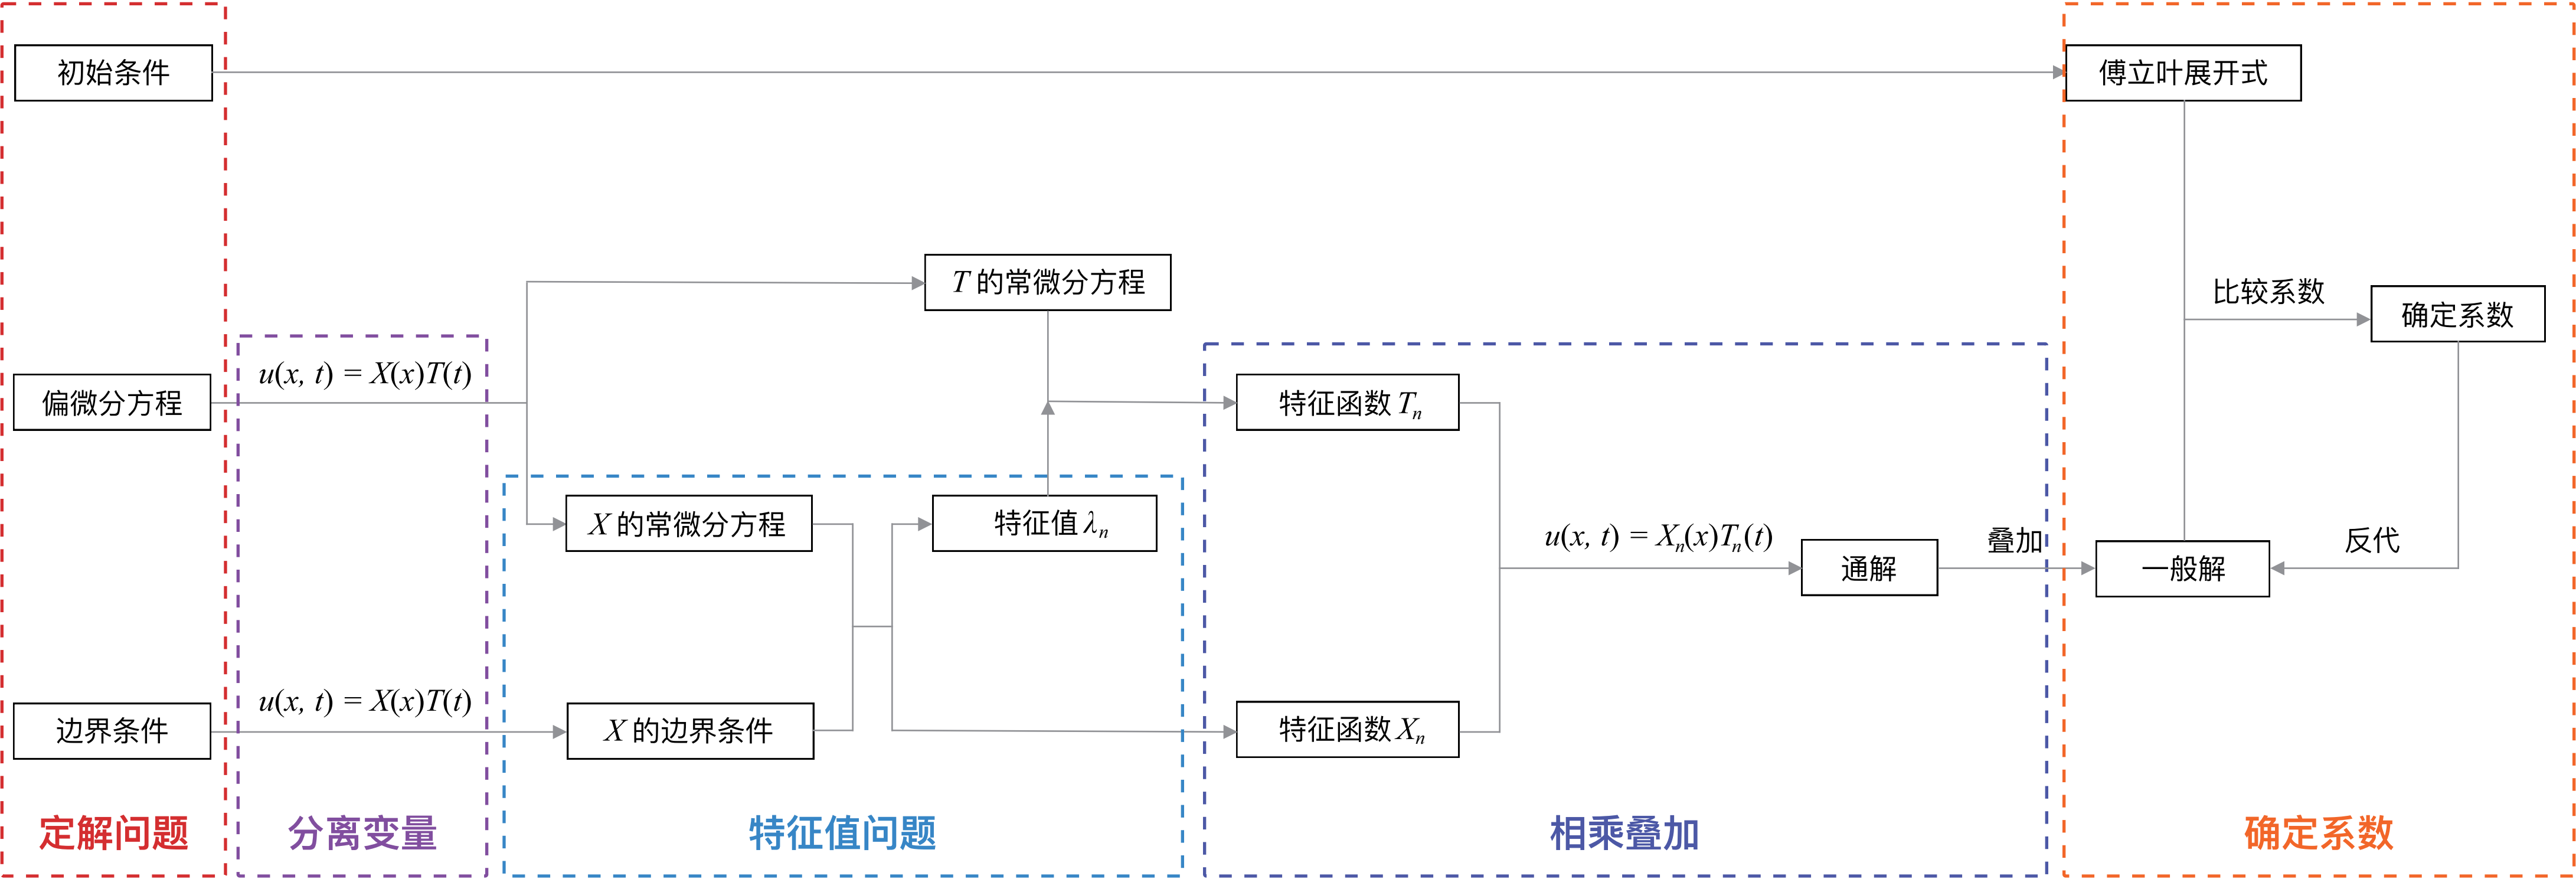 初始条件
傅立叶展开式
T 的常微分方程
比较系数
确定系数
偏微分方程
u(x, t) = X(x)T(t)
特征函数 Tₙ
X 的常微分方程
特征值 λₙ
u(x, t) = Xₙ(x)Tₙ(t)
通解
叠加
一般解
反代
边界条件
u(x, t) = X(x)T(t)
X 的边界条件
特征函数 Xₙ
定解问题
分离变量
特征值问题
相乘叠加
确定系数